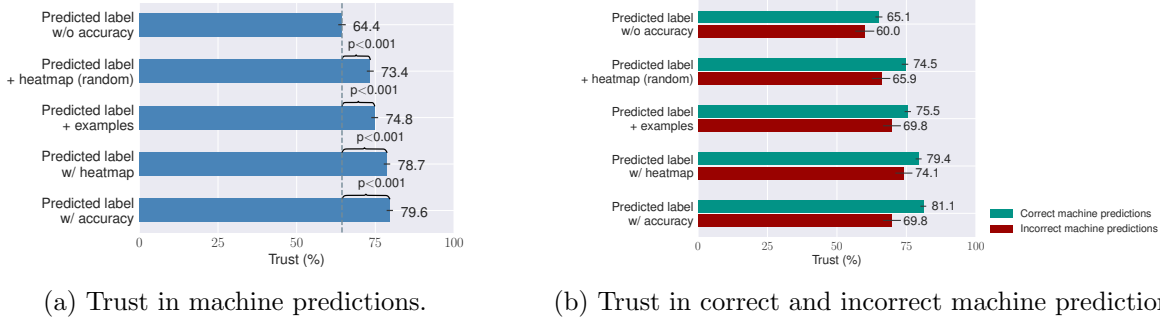 Predicted label
w/o accuracy
64.4
p<0.001
Predicted label
+ heatmap (random)
73.4
p<0.001
Predicted label
+ examples
74.8
p<0.001
Predicted label
w/ heatmap
78.7
p<0.001
Predicted label
w/ accuracy
79.6
0 25 50 75 100
Trust (%)
(a) Trust in machine predictions.
Predicted label
w/o accuracy
65.1
60.0
Predicted label
+ heatmap (random)
74.5
65.9
Predicted label
+ examples
75.5
69.8
Predicted label
w/ heatmap
79.4
74.1
Predicted label
w/ accuracy
81.1
69.8
0 25 50 75 100
Trust (%)
Correct machine predictions
Incorrect machine predictions
(b) Trust in correct and incorrect machine prediction